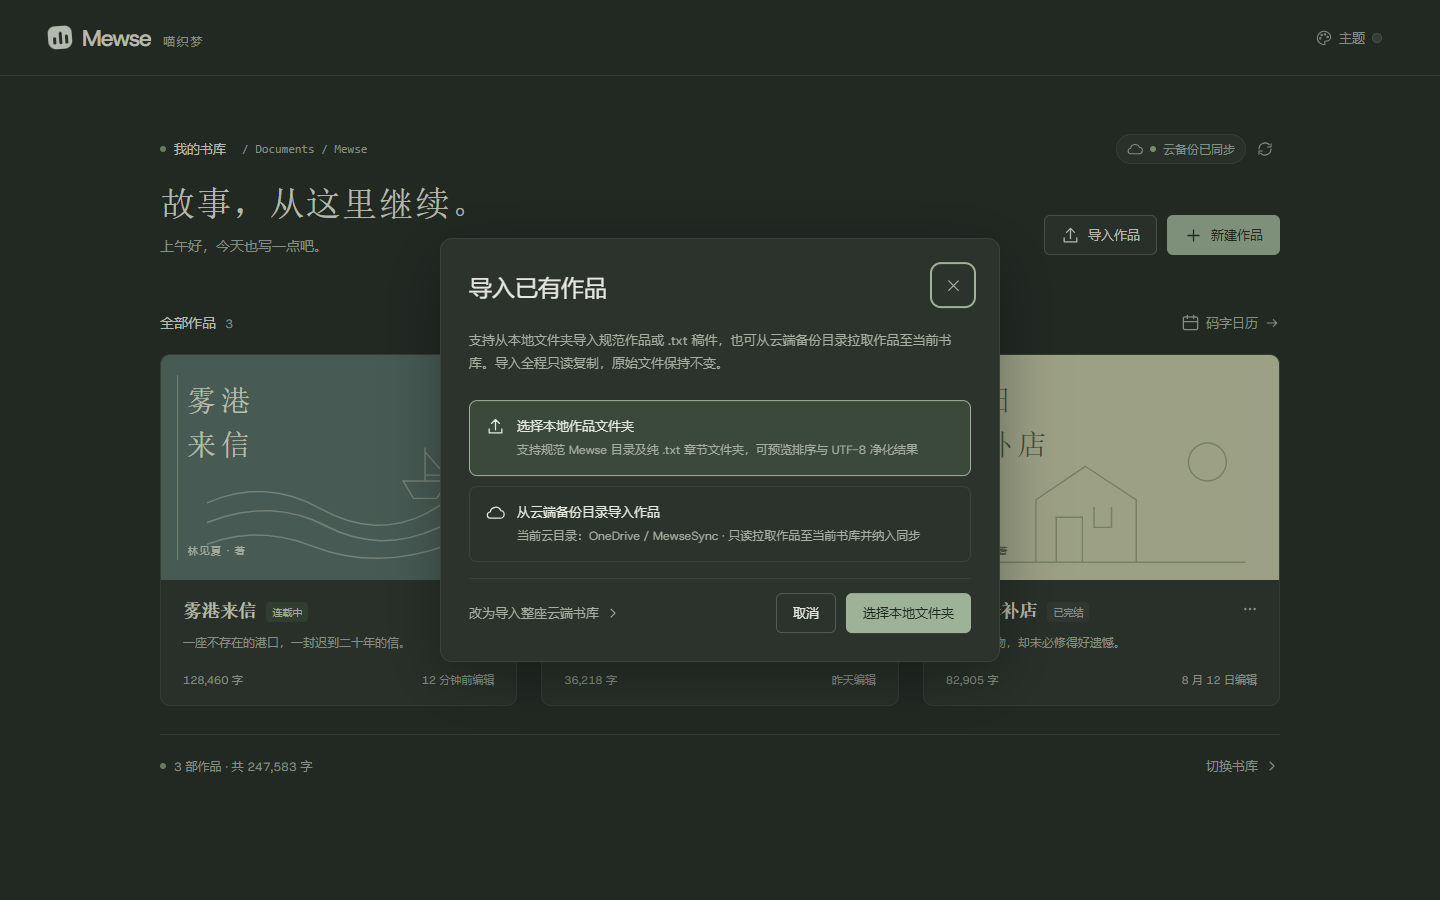 Mewse 喵织梦
主题
我的书库 / Documents / Mewse
云备份已同步
故事，从这里继续。
上午好，今天也写一点吧。
导入作品
新建作品
全部作品 3
码字日历
导入已有作品
支持从本地文件夹导入规范作品或 .txt 稿件，也可从云端备份目录拉取作品至当前书
库。导入全程只读复制，原始文件保持不变。
选择本地作品文件夹
支持规范 Mewse 目录及纯 .txt 章节文件夹，可预览排序与 UTF-8 净化结果
从云端备份目录导入作品
当前云目录：OneDrive / MewseSync · 只读拉取作品至当前书库并纳入同步
改为导入整座云端书库
取消
选择本地文件夹
雾港
来信
林见夏 · 著
雾港来信 连载中
一座不存在的港口，一封迟到二十年的信。
128,460 字
12 分钟前编辑
36,218 字
昨天编辑
店
著
补店 已完结
，却未必修得好遗憾。
82,905 字
8 月 12 日编辑
3 部作品 · 共 247,583 字
切换书库